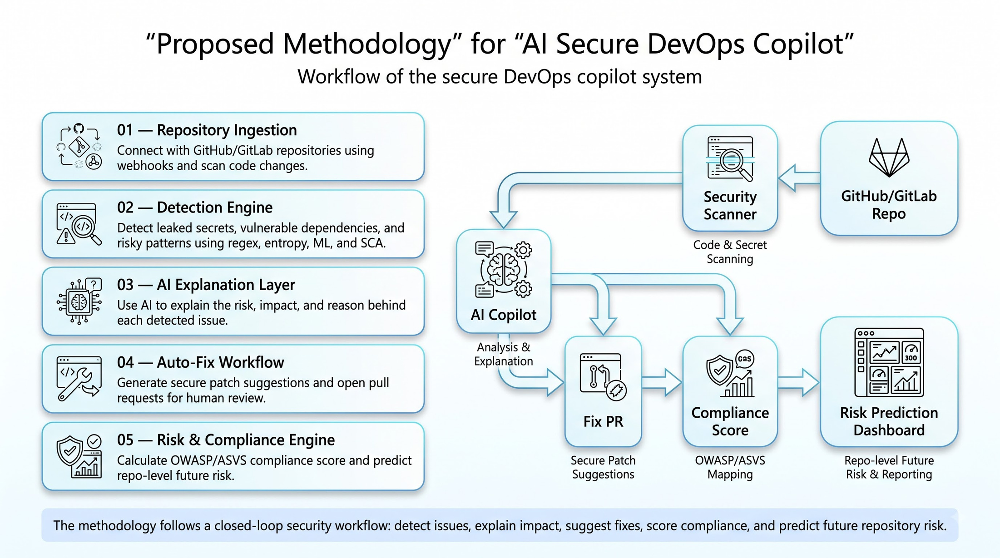 “Proposed Methodology” for “AI Secure DevOps Copilot”
Workflow of the secure DevOps copilot system
01 — Repository Ingestion
Connect with GitHub/GitLab repositories using
webhooks and scan code changes.
02 — Detection Engine
Detect leaked secrets, vulnerable dependencies, and
risky patterns using regex, entropy, ML, and SCA.
03 — AI Explanation Layer
Use AI to explain the risk, impact, and reason behind
each detected issue.
04 — Auto-Fix Workflow
Generate secure patch suggestions and open pull
requests for human review.
05 — Risk & Compliance Engine
Calculate OWASP/ASVS compliance score and predict
repo-level future risk.
Security
Scanner
Code & Secret
Scanning
GitHub/GitLab
Repo
AI Copilot
Analysis &
Explanation
Fix PR
Secure Patch
Suggestions
Compliance
Score
OWASP/ASVS
Mapping
300
Risk Prediction
Dashboard
Repo-level Future
Risk & Reporting
The methodology follows a closed-loop security workflow: detect issues, explain impact, suggest fixes, score compliance, and predict future repository risk.